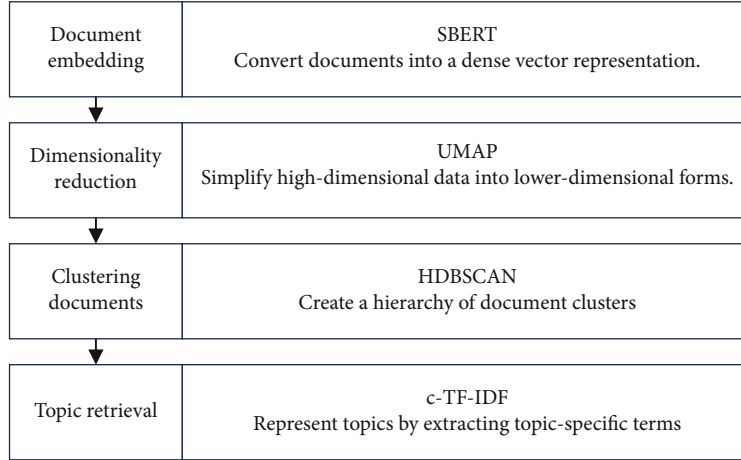 Document
embedding
SBERT
Convert documents into a dense vector representation.
Dimensionality
reduction
UMAP
Simplify high-dimensional data into lower-dimensional forms.
Clustering
documents
HDBSCAN
Create a hierarchy of document clusters
Topic retrieval
c-TF-IDF
Represent topics by extracting topic-specific terms